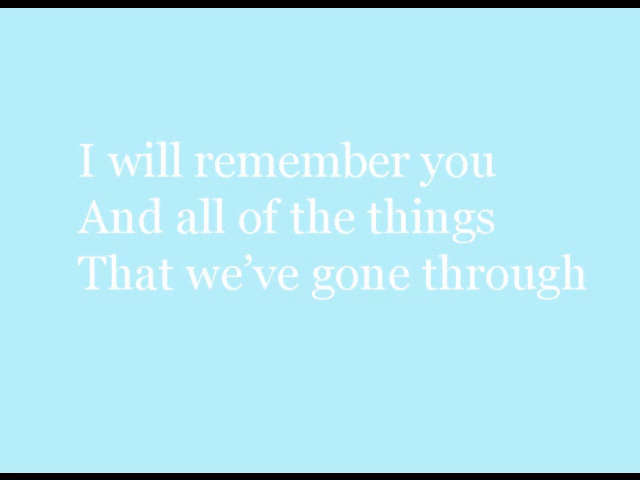 I will remember you
And all of the things
That we’ve gone through